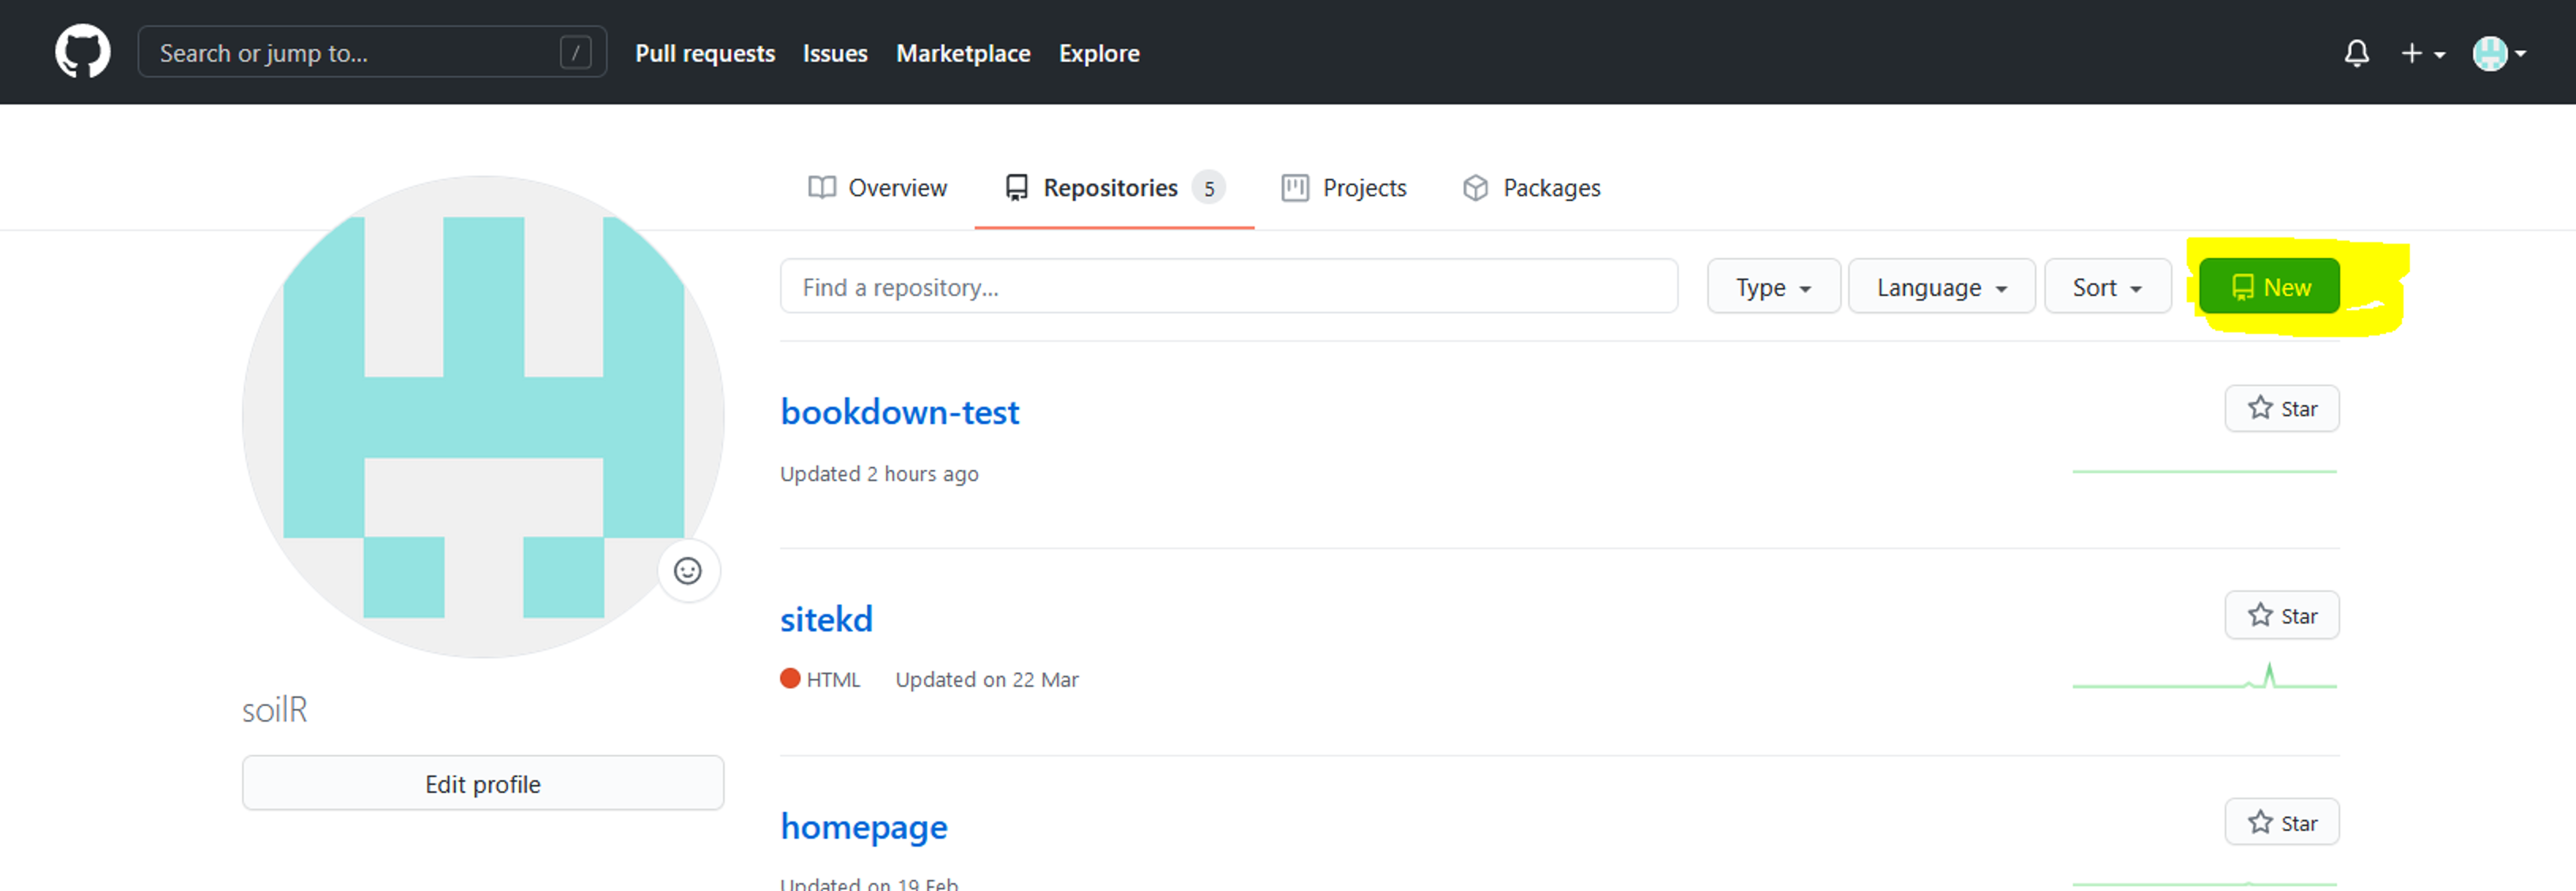 Search or jump to... /
Pull requests Issues Marketplace Explore
Overview Repositories 5 Projects Packages
Find a repository... Type Language Sort New
bookdown-test Star
Updated 2 hours ago
sitekd Star
HTML Updated on 22 Mar
soilR
Edit profile
homepage Star
Updated on 19 Feb